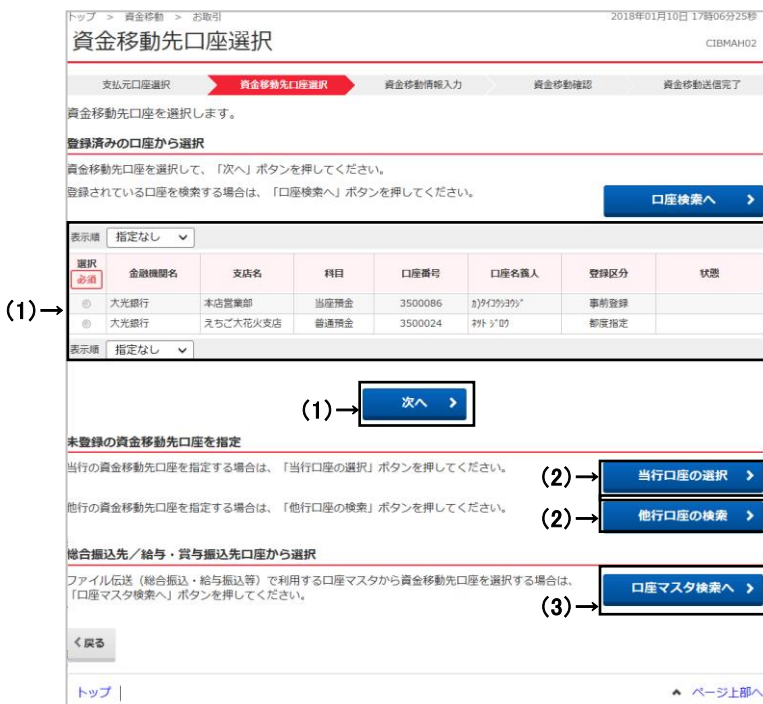 トップ > 資金移動 > お取引 2018年01月10日 17時06分25秒
資金移動先口座選択 CIBMAH02
支払元口座選択 資金移動先口座選択 資金移動情報入力 資金移動確認 資金移動送信完了
資金移動先口座を選択します。
登録済みの口座から選択
資金移動先口座を選択して、「次へ」ボタンを押してください。
登録されている口座を検索する場合は、「口座検索へ」ボタンを押してください。
口座検索へ
表示順 指定なし
選択 必須 金融機関名 支店名 科目 口座番号 口座名義人 登録区分 状態
(1)→
大光銀行 本店営業部 当座預金 3500086 カ)タイコウシヨウジ 事前登録
大光銀行 えちご大花火支店 普通預金 3500024 ネツト ジロウ 都度指定
表示順 指定なし
(1)→ 次へ
未登録の資金移動先口座を指定
当行の資金移動先口座を指定する場合は、「当行口座の選択」ボタンを押してください。
(2)→ 当行口座の選択
他行の資金移動先口座を指定する場合は、「他行口座の検索」ボタンを押してください。
(2)→ 他行口座の検索
総合振込先/給与・賞与振込先口座から選択
ファイル伝送(総合振込・給与振込等)で利用する口座マスタから資金移動先口座を選択する場合は、
「口座マスタ検索へ」ボタンを押してください。
(3)→ 口座マスタ検索へ
戻る
トップ | ページ上部へ